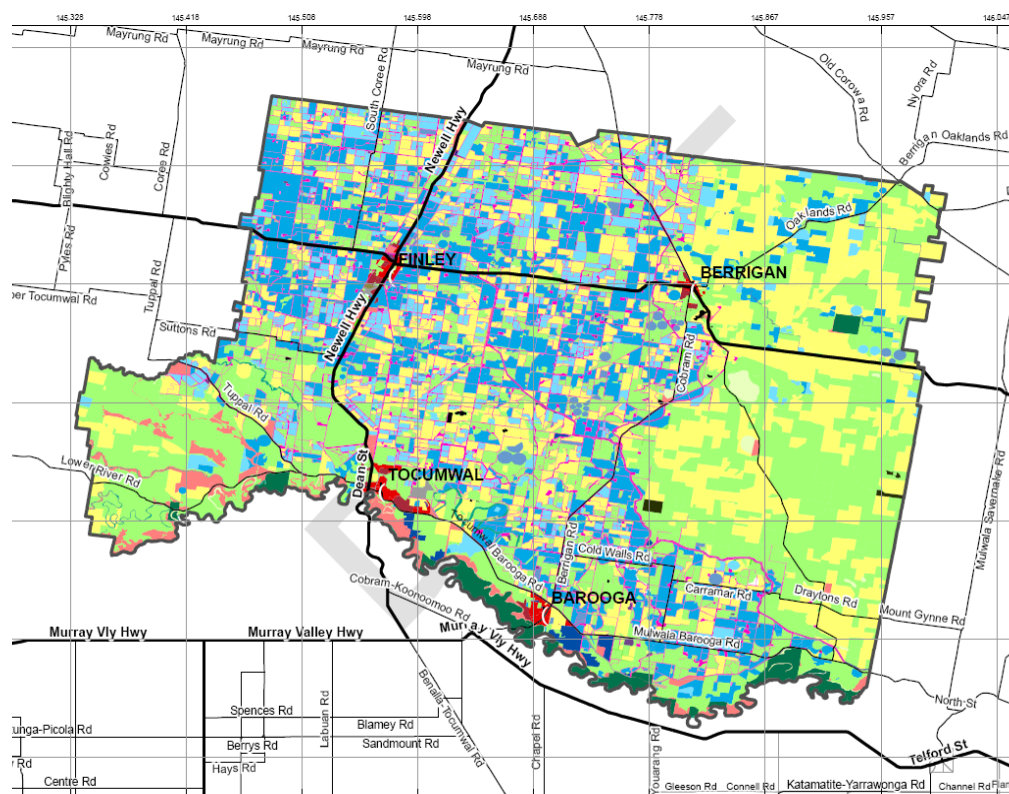 145.328 145.418 145.508 145.598 145.688 145.778 145.867 145.957 146.047
Mayrung Rd
Mayrung Rd
Mayrung Rd
Mayrung Rd
South Coree Rd
Newell Hwy
Old Corowa Rd
Nyora Rd
Berrigan Oaklands Rd
Blighty Hall Rd
Cowies Rd
Coree Rd
Pyles Rd
Tuppal Rd
Oaklands Rd
FINLEY
BERRIGAN
per Tocumwal Rd
Suttons Rd
Newell Hwy
Cobram Rd
Tuppal Rd
Lower River Rd
Dean St
TOCUMWAL
Mulwala Savernake Rd
Tocumwal Barooga Rd
Berrigan Rd
Cold Walls Rd
Carramar Rd
Draytons Rd
BAROOGA
Mount Gynne Rd
Cobram-Koonoomoo Rd
Murray Vly Hwy
Murray Valley Hwy
Murray Vly Hwy
Mulwala Barooga Rd
North St
Benalla-Tocumwal Rd
Labuan Rd
Spences Rd
Blamey Rd
tunga-Picola Rd
Berrys Rd
Sandmount Rd
Chapel Rd
Youarang Rd
Telford St
Hays Rd
Centre Rd
Gleeson Rd
Connell Rd
Katamatite-Yarrawonga Rd
Channel Rd